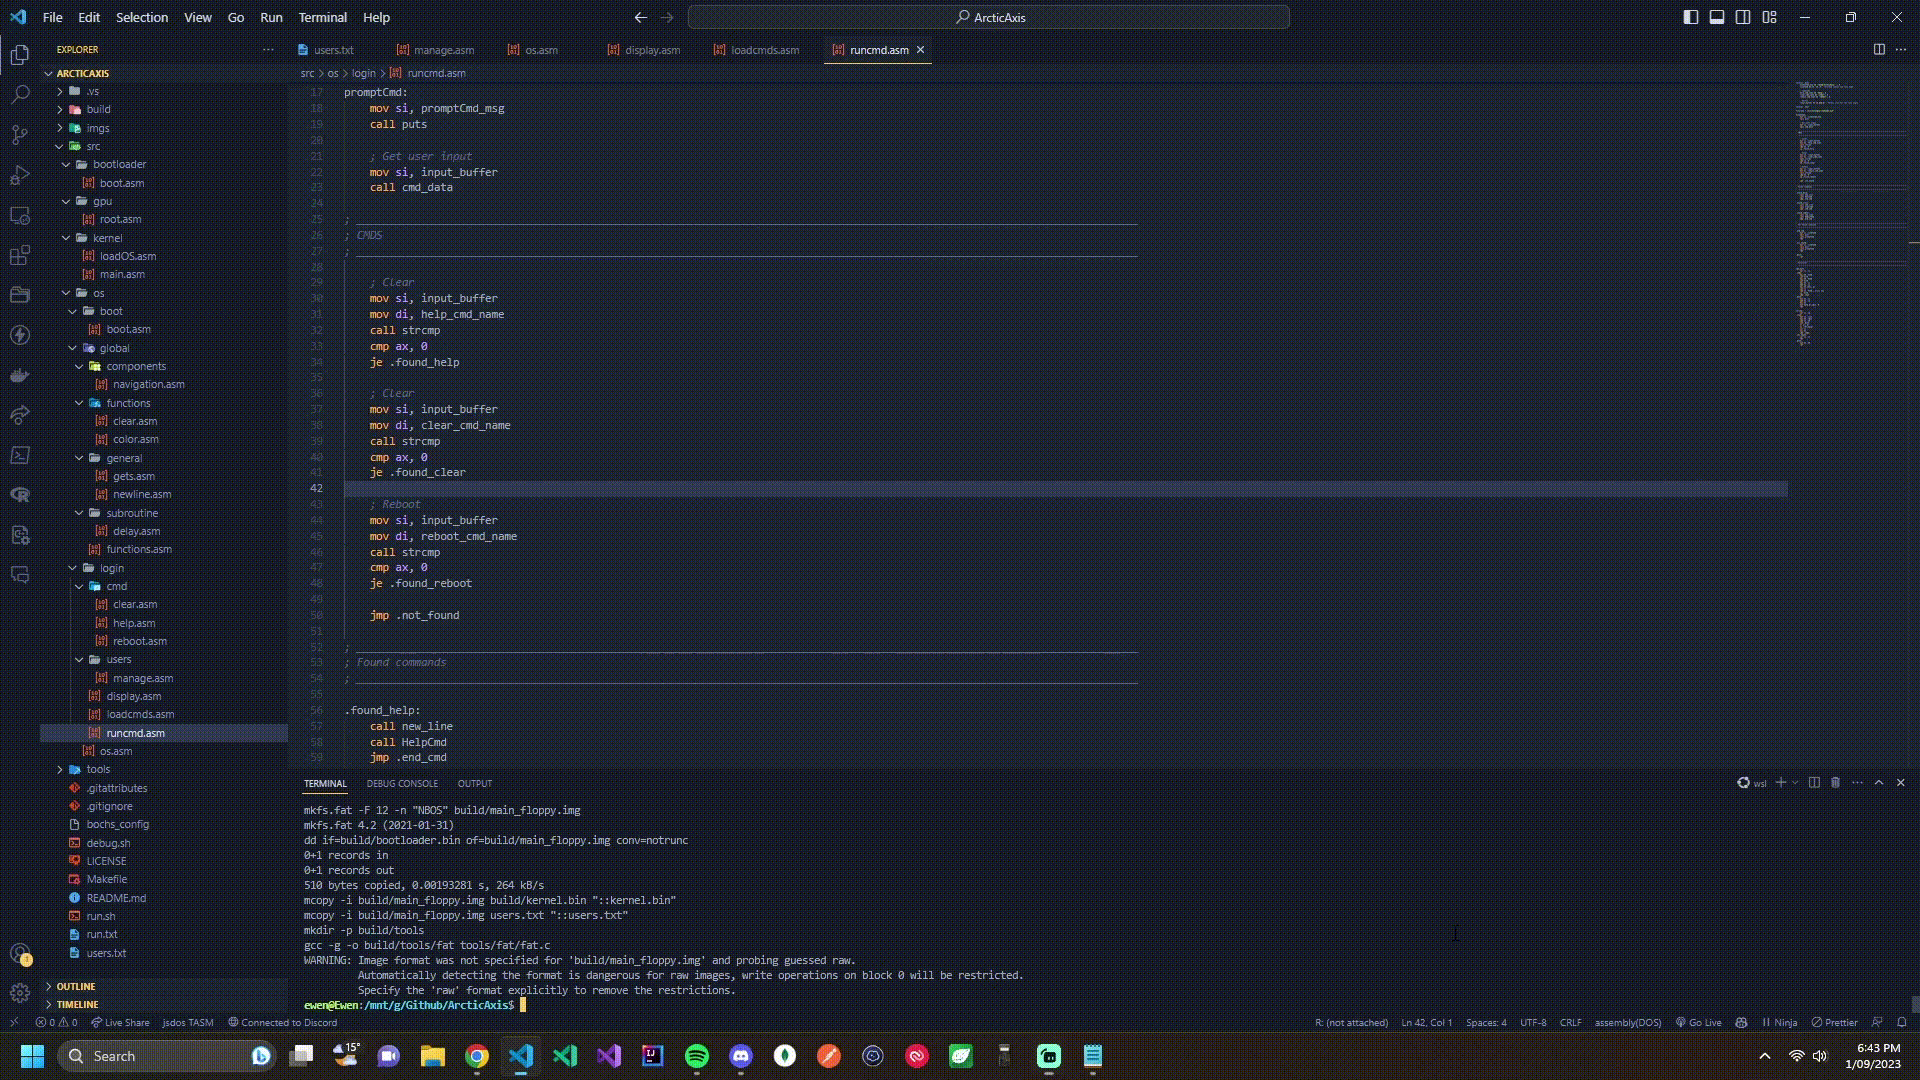 File Edit Selection View Go Run Terminal Help ArcticAxis
EXPLORER
ARCTICAXIS
.vs
build
imgs
src
bootloader
boot.asm
gpu
root.asm
kernel
loadOS.asm
main.asm
os
boot
boot.asm
global
components
navigation.asm
functions
clear.asm
color.asm
general
gets.asm
newline.asm
subroutine
delay.asm
functions.asm
login
cmd
clear.asm
help.asm
reboot.asm
users
manage.asm
display.asm
loadcmds.asm
runcmd.asm
os.asm
tools
.gitattributes
.gitignore
bochs_config
debug.sh
LICENSE
Makefile
README.md
run.sh
run.txt
users.txt
OUTLINE
TIMELINE
users.txt manage.asm os.asm display.asm loadcmds.asm runcmd.asm
src > os > login > runcmd.asm
17 promptCmd:
18 mov si, promptCmd_msg
19 call puts
20
21 ; Get user input
22 mov si, input_buffer
23 call cmd_data
24
25 ;
26 ; CMDS
27 ;
28
29 ; Clear
30 mov si, input_buffer
31 mov di, help_cmd_name
32 call strcmp
33 cmp ax, 0
34 je .found_help
35
36 ; Clear
37 mov si, input_buffer
38 mov di, clear_cmd_name
39 call strcmp
40 cmp ax, 0
41 je .found_clear
42
43 ; Reboot
44 mov si, input_buffer
45 mov di, reboot_cmd_name
46 call strcmp
47 cmp ax, 0
48 je .found_reboot
49
50 jmp .not_found
51
52 ;
53 ; Found commands
54 ;
55
56 .found_help:
57 call new_line
58 call HelpCmd
59 jmp .end_cmd
TERMINAL DEBUG CONSOLE OUTPUT wsl
mkfs.fat -F 12 -n "NBOS" build/main_floppy.img
mkfs.fat 4.2 (2021-01-31)
dd if=build/bootloader.bin of=build/main_floppy.img conv=notrunc
0+1 records in
0+1 records out
510 bytes copied, 0.00193281 s, 264 kB/s
mcopy -i build/main_floppy.img build/kernel.bin "::kernel.bin"
mcopy -i build/main_floppy.img users.txt "::users.txt"
mkdir -p build/tools
gcc -g -o build/tools/fat tools/fat/fat.c
WARNING: Image format was not specified for 'build/main_floppy.img' and probing guessed raw.
Automatically detecting the format is dangerous for raw images, write operations on block 0 will be restricted.
Specify the 'raw' format explicitly to remove the restrictions.
ewen@Ewen:/mnt/g/Github/ArcticAxis$
0 0 Live Share jsdos TASM Connected to Discord R: (not attached) Ln 42, Col 1 Spaces: 4 UTF-8 CRLF assembly(DOS) Go Live Ninja Prettier
Search 15° 6:43 PM
1/09/2023